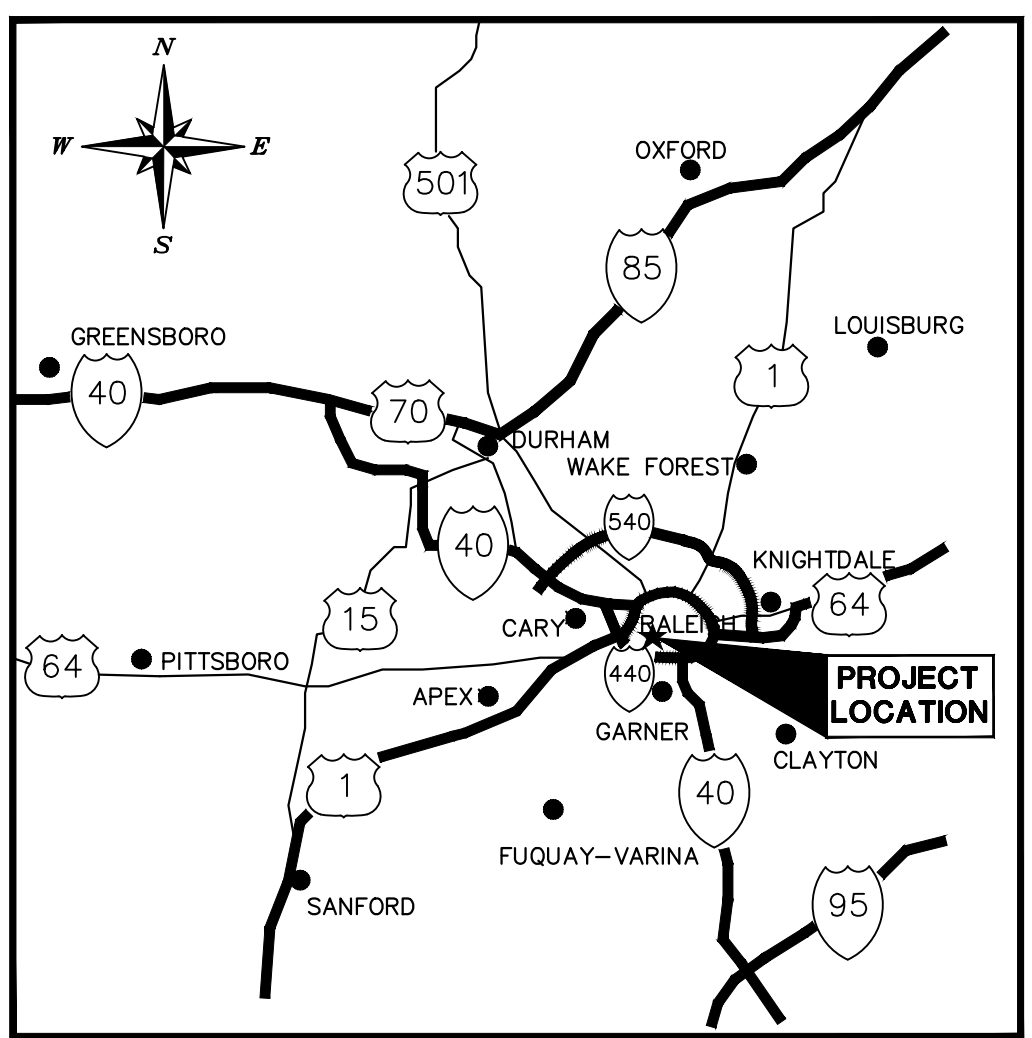 N
W
E
S
501
OXFORD
85
GREENSBORO
LOUISBURG
40
1
70
DURHAM
WAKE FOREST
540
40
KNIGHTDALE
64
15
CARY
RALEIGH
64
PITTSBORO
440
PROJECT
LOCATION
APEX
GARNER
CLAYTON
1
40
FUQUAY-VARINA
95
SANFORD